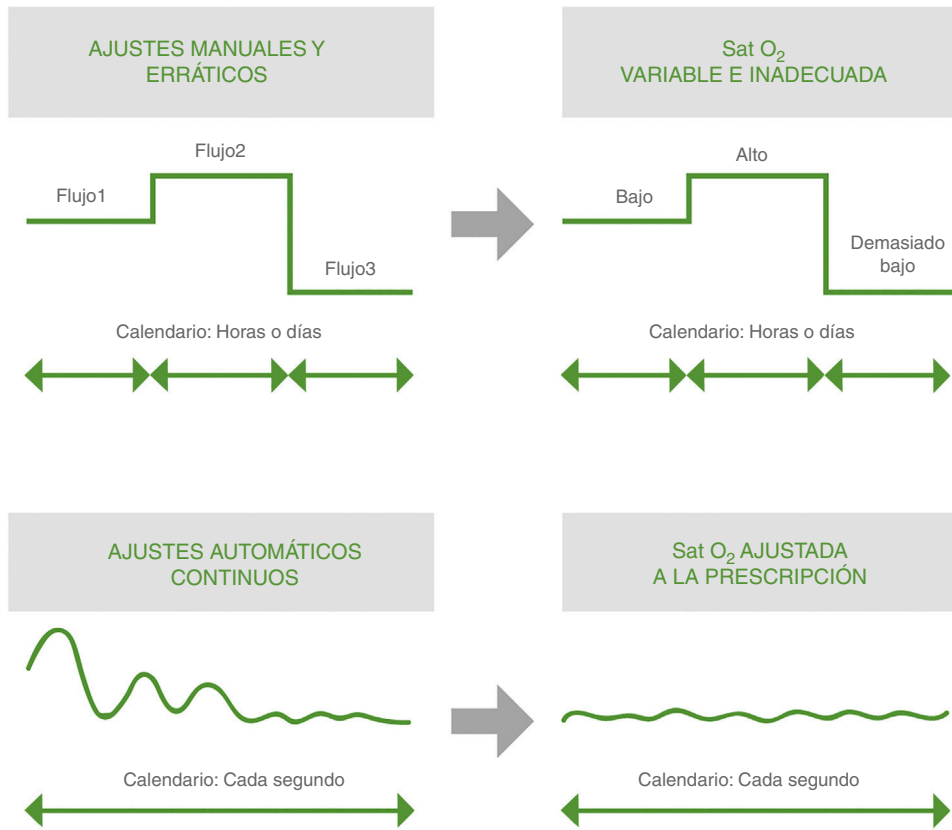 AJUSTES MANUALES Y
ERRÁTICOS
Sat O₂
VARIABLE E INADECUADA
Flujo1
Flujo2
Flujo3
Bajo
Alto
Demasiado
bajo
Calendario: Horas o días
Calendario: Horas o días
AJUSTES AUTOMÁTICOS
CONTINUOS
Sat O₂ AJUSTADA
A LA PRESCRIPCIÓN
Calendario: Cada segundo
Calendario: Cada segundo